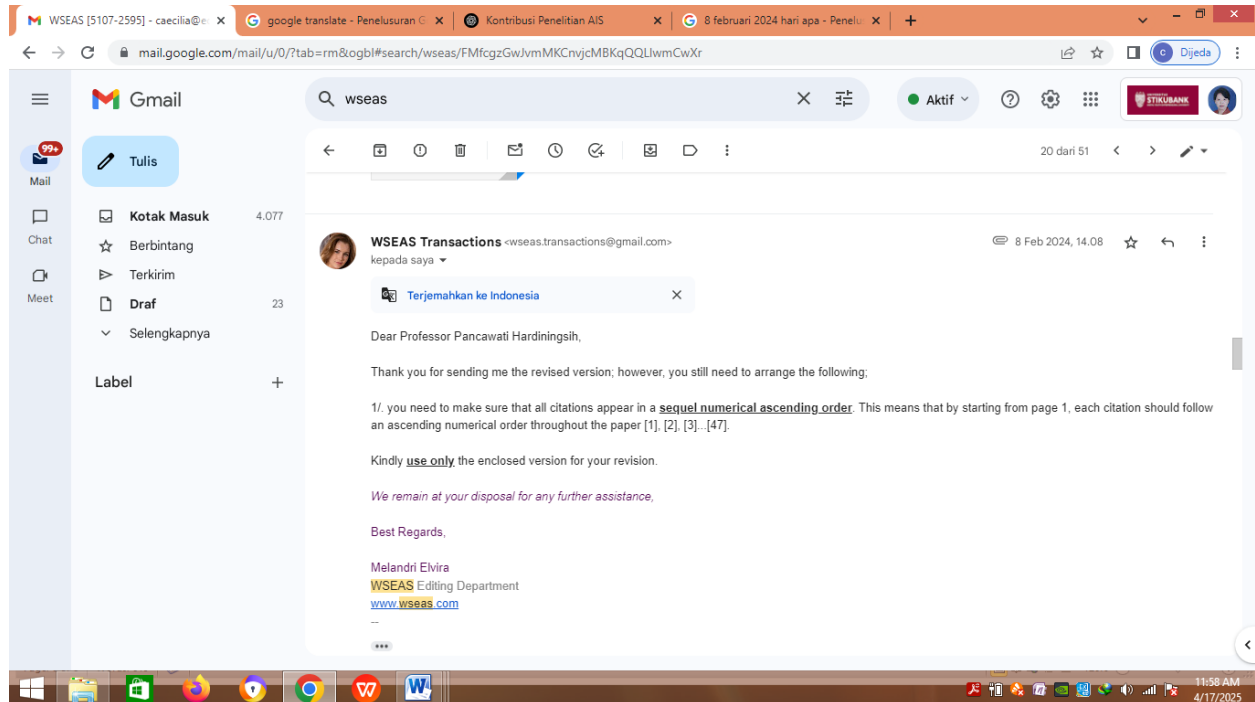 WSEAS [5107-2595] - caecilia@e
google translate - Penelusuran G
Kontribusi Penelitian AIS
8 februari 2024 hari apa - Penelu
mail.google.com/mail/u/0/?tab=rm&ogbl#search/wseas/FMfcgzGwJvmMKCnvjcMBKqQQLlwmCwXr
C
Dijeda
Gmail
wseas
Aktif
STIKUBANK
99+
Mail
Chat
Meet
Tulis
Kotak Masuk 4.077
Berbintang
Terkirim
Draf 23
Selengkapnya
Label
20 dari 51
WSEAS Transactions <wseas.transactions@gmail.com>
8 Feb 2024, 14.08
kepada saya
Terjemahkan ke Indonesia
Dear Professor Pancawati Hardiningsih,
Thank you for sending me the revised version; however, you still need to arrange the following;
1/. you need to make sure that all citations appear in a sequel numerical ascending order. This means that by starting from page 1, each citation should follow
an ascending numerical order throughout the paper [1], [2], [3]...[47].
Kindly use only the enclosed version for your revision.
We remain at your disposal for any further assistance,
Best Regards,
Melandri Elvira
WSEAS Editing Department
www.wseas.com
--
11:58 AM
4/17/2025